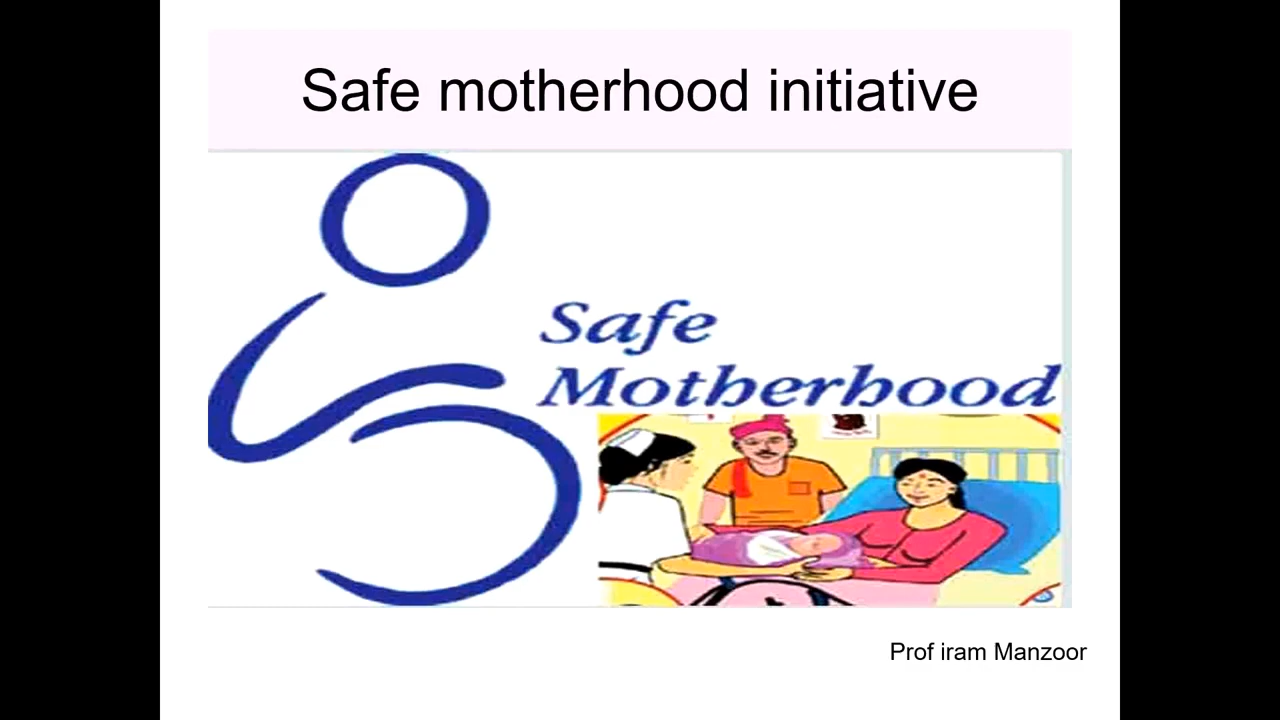 Safe motherhood initiative
Safe
Motherhood
Prof iram Manzoor